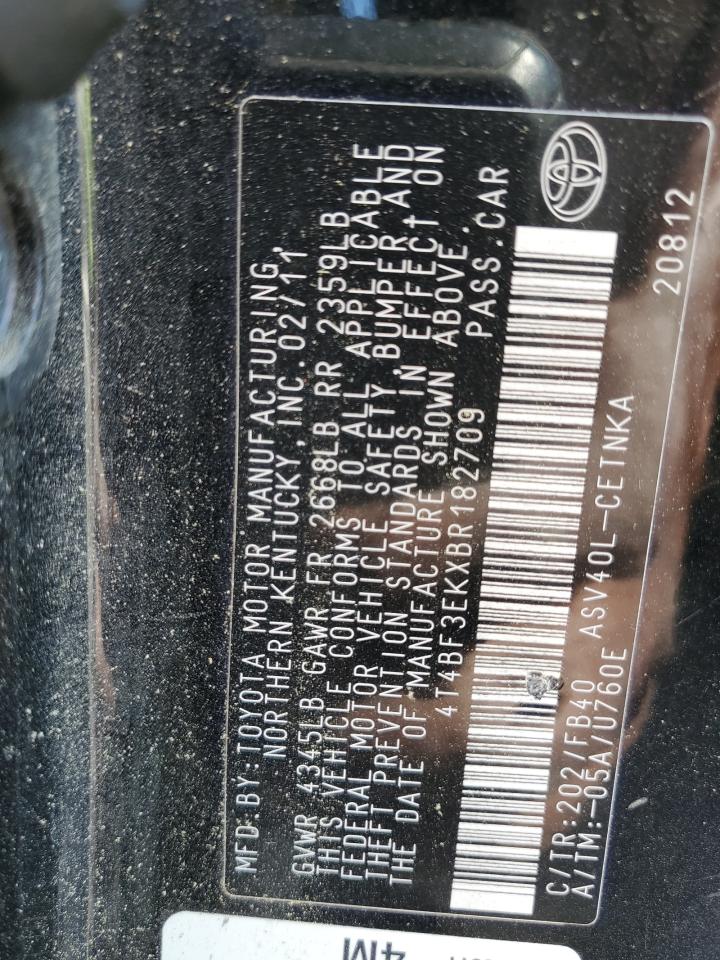 MFD.BY:TOYOTA MOTOR MANUFACTURING,
NORTHERN KENTUCKY,INC.02/11
GVWR 4345LB GAWR FR 2668LB RR 2359LB
THIS VEHICLE CONFORMS TO ALL APPLICABLE
FEDERAL MOTOR VEHICLE SAFETY,BUMPER AND
THEFT PREVENTION STANDARDS IN EFFECT ON
THE DATE OF MANUFACTURE SHOWN ABOVE.
4T4BF3EKXBR182709 PASS.CAR
C/TR:202/FB40 ASV40L-CETNKA
A/TM:-05A/U760E
20812
4M